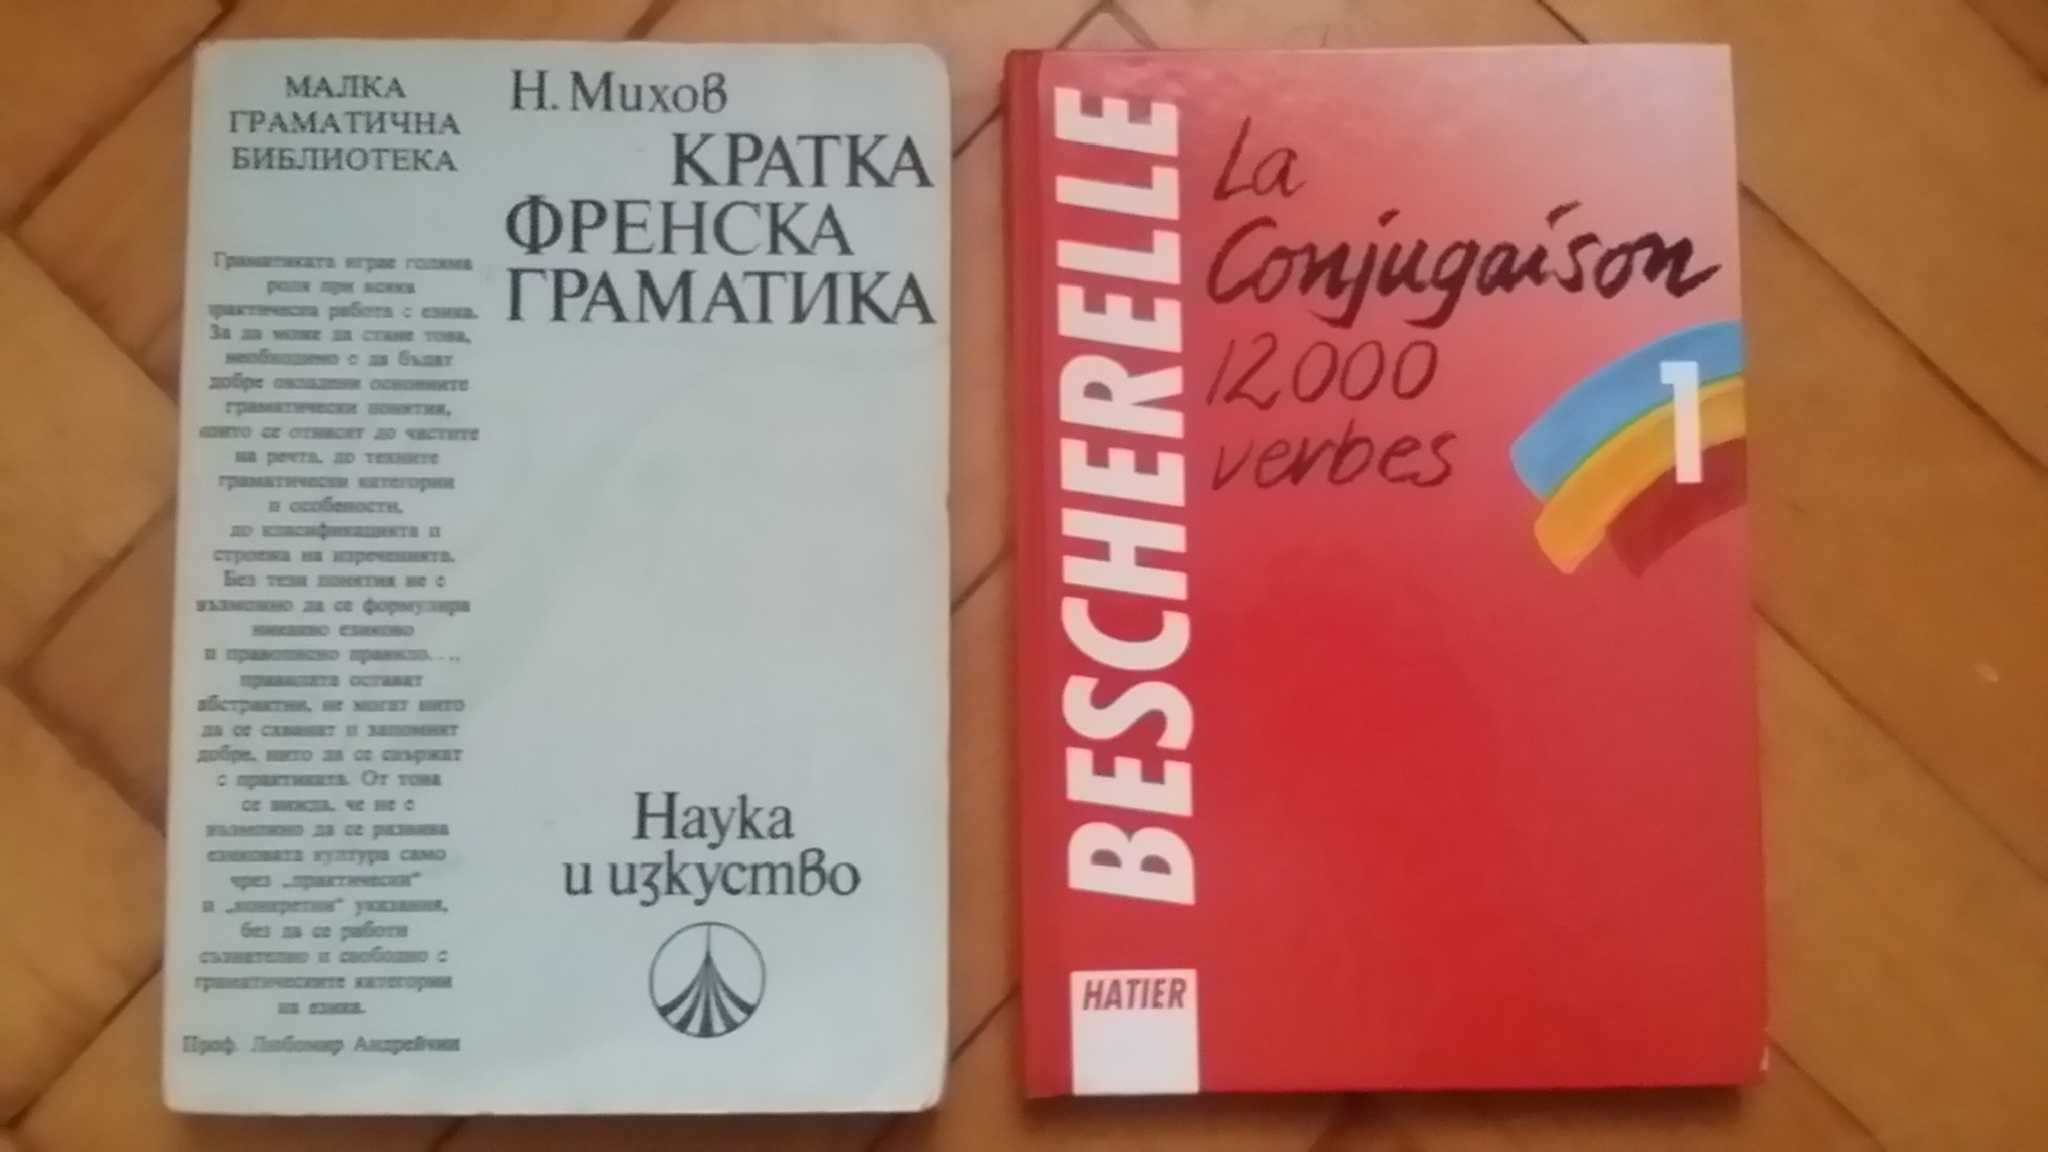 МАЛКА
ГРАМАТИЧНА
БИБЛИОТЕКА
Граматиката играе голяма
роля при всяка
практическа работа с езика.
За да може да стане това,
необходимо е да бъдат
добре овладени основните
граматически понятия,
които се отнасят до частите
на речта, до техните
граматически категории
и особености,
до класификацията и
строежа на изречението.
Без тези понятия не е
възможно да се формулира
никакво езиково
и правописно правило...,
правилата остават
абстрактни, не могат нито
да се схванат и запомнят
добре, нито да се свържат
с практиката. От това
се вижда, че не е
възможно да се развива
езиковата култура само
чрез „практически“
и „конкретни“ указания,
без да се работи
съзнателно и свободно с
граматическите категории
на езика.
Проф. Любомир Андрейчин
Н. Михов
КРАТКА
ФРЕНСКА
ГРАМАТИКА
Наука
и изкуство
BESCHERELLE
La
Conjugaison
12000
verbes
1
HATIER